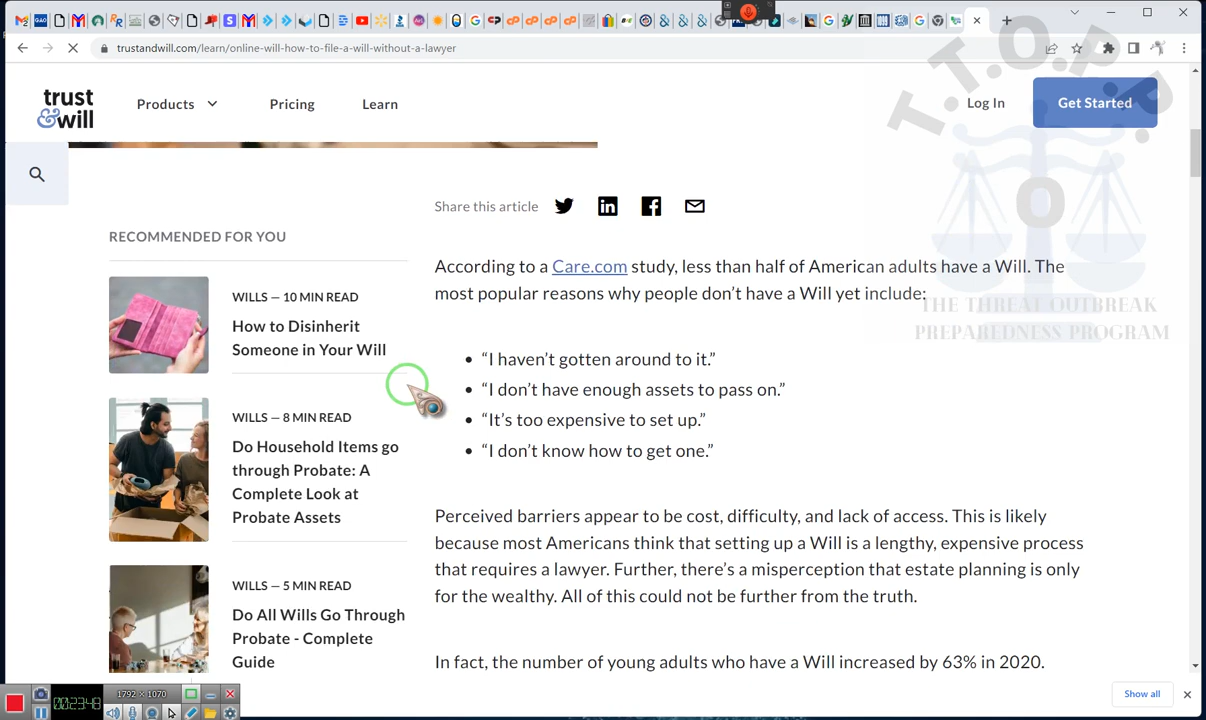 trustandwill.com/learn/online-will-how-to-file-a-will-without-a-lawyer
trust
&will
Products
Pricing
Learn
Log In
Get Started
T.T.O.P.P.
O
Share this article
RECOMMENDED FOR YOU
WILLS — 10 MIN READ
How to Disinherit
Someone in Your Will
WILLS — 8 MIN READ
Do Household Items go
through Probate: A
Complete Look at
Probate Assets
WILLS — 5 MIN READ
Do All Wills Go Through
Probate - Complete
Guide
According to a Care.com study, less than half of American adults have a Will. The
most popular reasons why people don’t have a Will yet include:
• “I haven’t gotten around to it.”
• “I don’t have enough assets to pass on.”
• “It’s too expensive to set up.”
• “I don’t know how to get one.”
Perceived barriers appear to be cost, difficulty, and lack of access. This is likely
because most Americans think that setting up a Will is a lengthy, expensive process
that requires a lawyer. Further, there’s a misperception that estate planning is only
for the wealthy. All of this could not be further from the truth.
In fact, the number of young adults who have a Will increased by 63% in 2020.
THE THREAT OUTBREAK
PREPAREDNESS PROGRAM
Show all
1792 × 1070
00:23:48